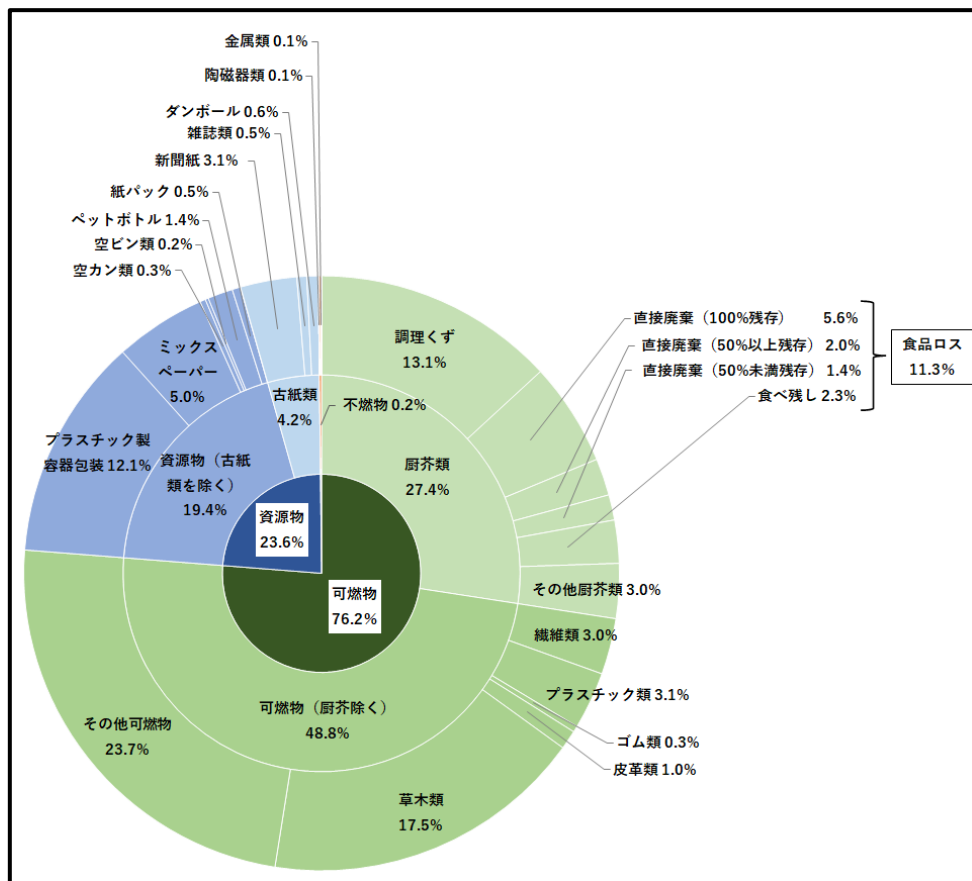 金属類 0.1%
陶磁器類 0.1%
ダンボール 0.6%
雑誌類 0.5%
新聞紙 3.1%
紙パック 0.5%
ペットボトル 1.4%
空ビン類 0.2%
空カン類 0.3%
ミックス
ペーパー
5.0%
プラスチック製
容器包装 12.1%
古紙類
4.2%
資源物（古紙
類を除く）
19.4%
資源物
23.6%
不燃物 0.2%
調理くず
13.1%
厨芥類
27.4%
直接廃棄（100%残存） 5.6%
直接廃棄（50%以上残存） 2.0%
直接廃棄（50%未満残存） 1.4%
食べ残し 2.3%
食品ロス
11.3%
その他厨芥類 3.0%
可燃物
76.2%
繊維類 3.0%
プラスチック類 3.1%
ゴム類 0.3%
皮革類 1.0%
可燃物（厨芥除く）
48.8%
その他可燃物
23.7%
草木類
17.5%